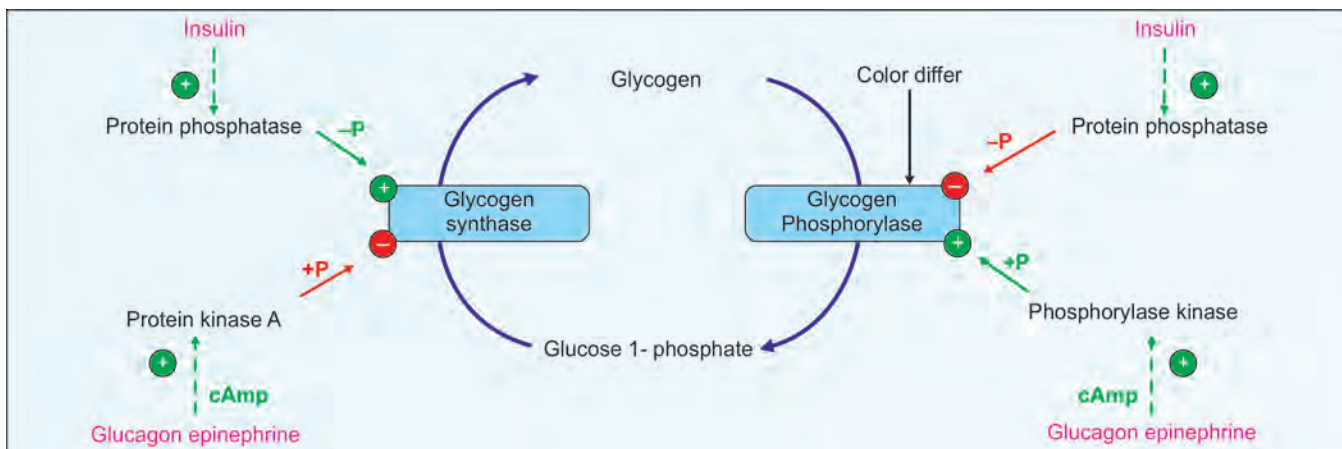 Insulin
Insulin
+
Glycogen
Color differ
+
Protein phosphatase
–P
Protein phosphatase
–P
+
Glycogen
synthase
–
Glycogen
Phosphorylase
–
+
+P
+P
Protein kinase A
Phosphorylase kinase
Glucose 1- phosphate
+
cAmp
+
cAmp
Glucagon epinephrine
Glucagon epinephrine